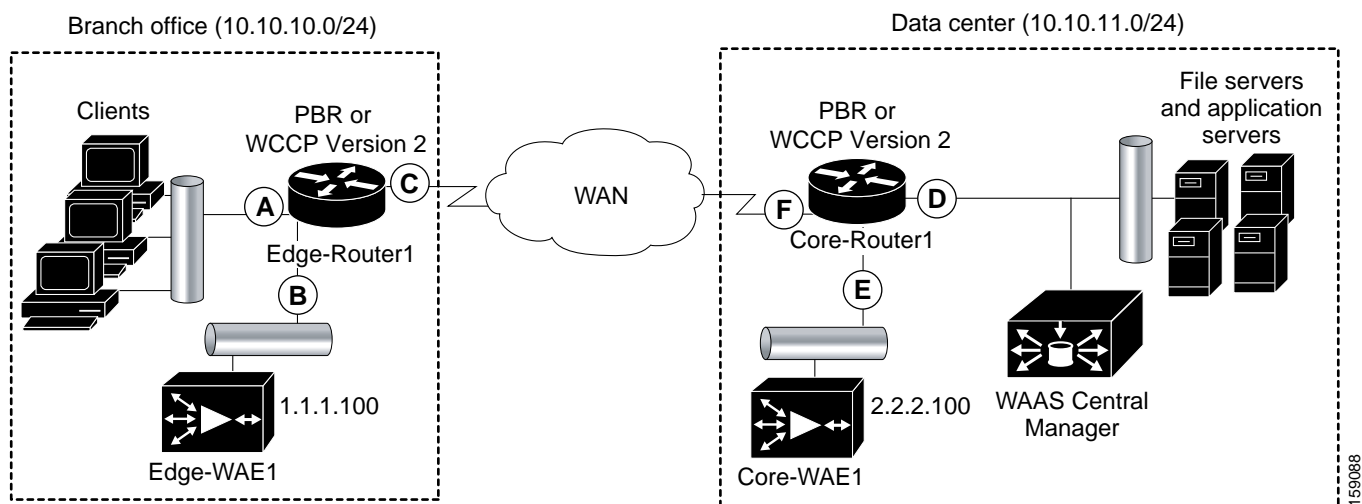 Branch office (10.10.10.0/24)
Data center (10.10.11.0/24)
Clients
PBR or
WCCP Version 2
A
C
Edge-Router1
B
1.1.1.100
Edge-WAE1
WAN
PBR or
WCCP Version 2
F
D
Core-Router1
E
2.2.2.100
Core-WAE1
File servers
and application
servers
WAAS Central
Manager
159088